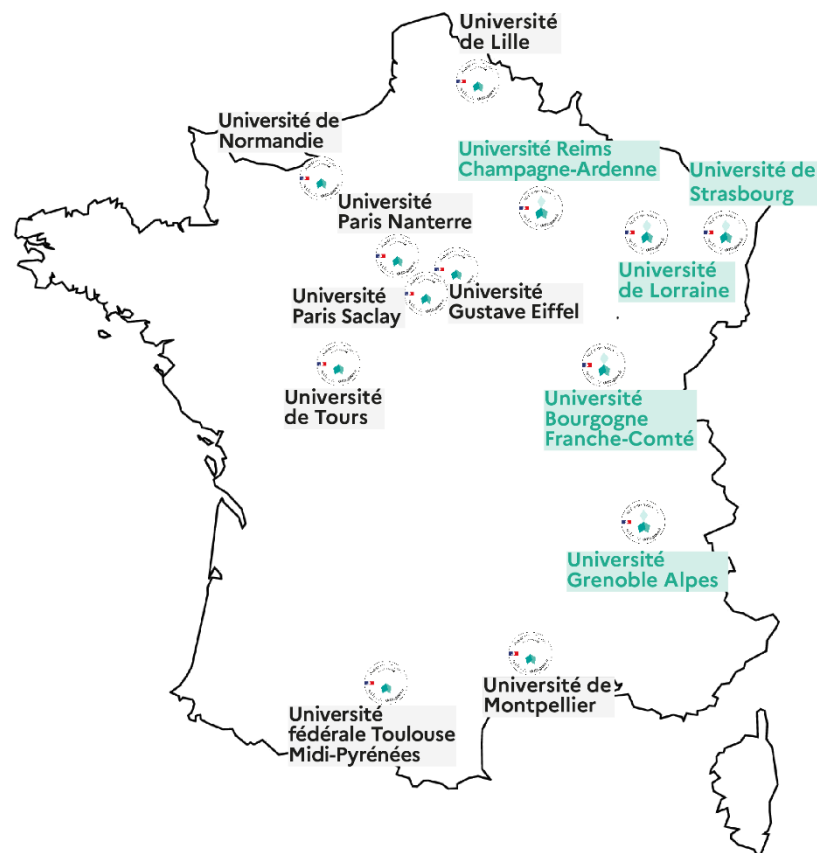 Université
de Lille
Université de
Normandie
Université Reims
Champagne-Ardenne
Université de
Strasbourg
Université
Paris Nanterre
Université
de Lorraine
Université
Paris Saclay
Université
Gustave Eiffel
Université
de Tours
Université
Bourgogne
Franche-Comté
Université
Grenoble Alpes
Université de
Montpellier
Université
fédérale Toulouse
Midi-Pyrénées